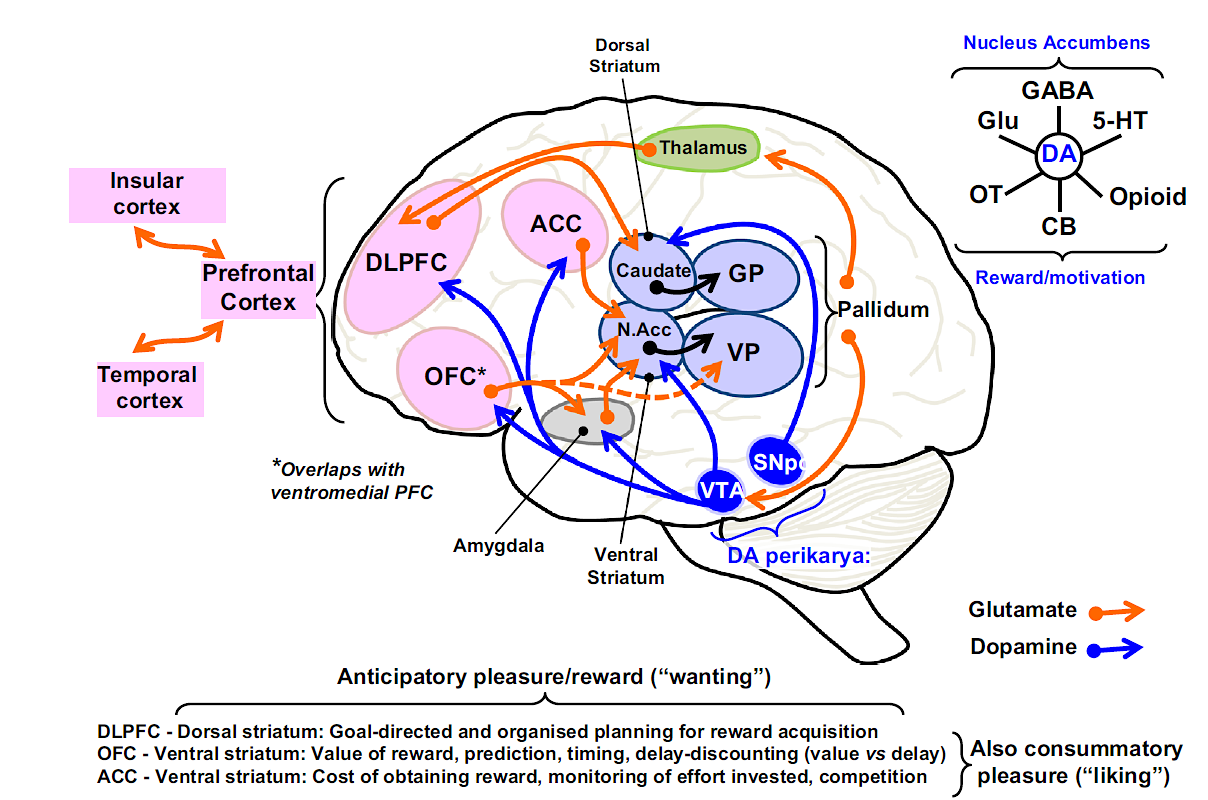 Dorsal
Striatum
Nucleus Accumbens
GABA
Glu
5-HT
DA
OT
Opioid
CB
Reward/motivation
Thalamus
Insular
cortex
Prefrontal
Cortex
Temporal
cortex
DLPFC
ACC
Caudate
GP
N.Acc
VP
Pallidum
OFC*
*Overlaps with
ventromedial PFC
SNpc
VTA
Amygdala
Ventral
Striatum
DA perikarya:
Glutamate
Dopamine
Anticipatory pleasure/reward (“wanting”)
DLPFC - Dorsal striatum: Goal-directed and organised planning for reward acquisition
OFC - Ventral striatum: Value of reward, prediction, timing, delay-discounting (value vs delay)
ACC - Ventral striatum: Cost of obtaining reward, monitoring of effort invested, competition
Also consummatory
pleasure (“liking”)